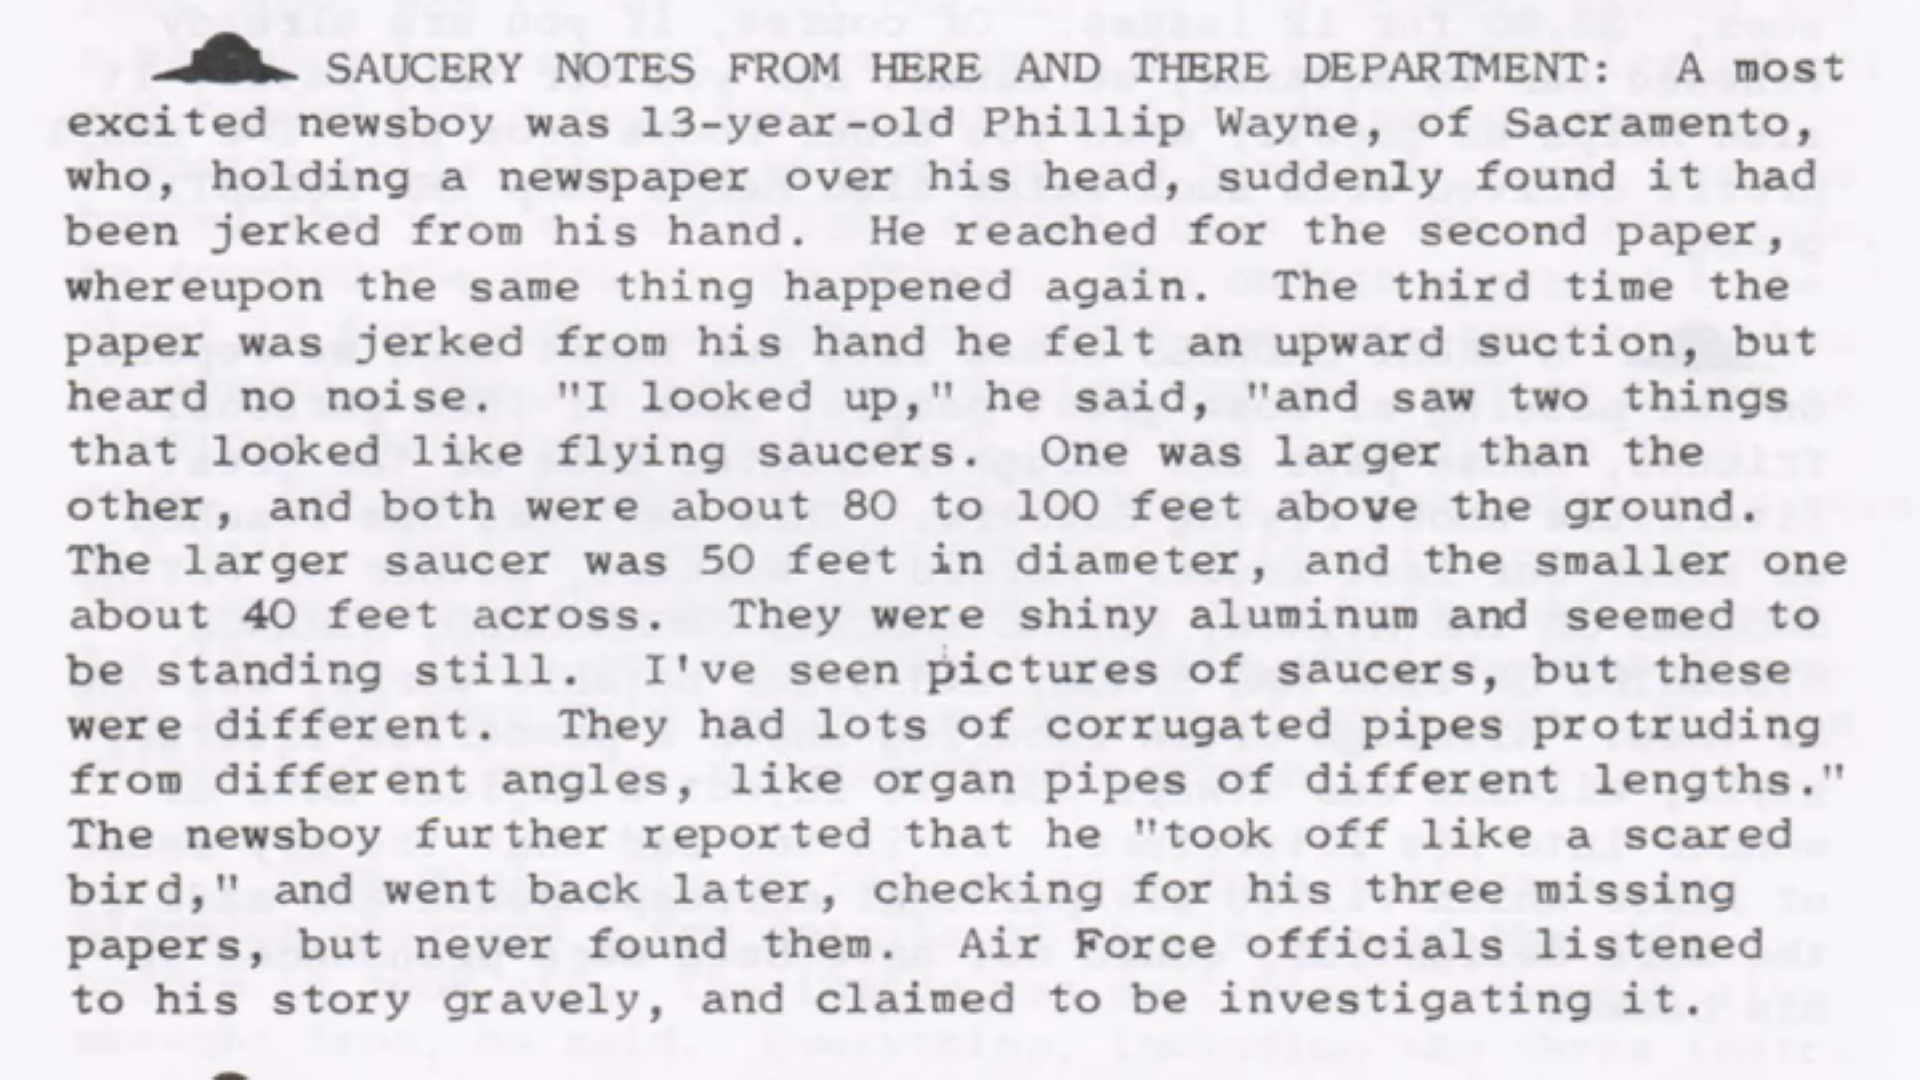 SAUCERY NOTES FROM HERE AND THERE DEPARTMENT: A most
excited newsboy was 13-year-old Phillip Wayne, of Sacramento,
who, holding a newspaper over his head, suddenly found it had
been jerked from his hand. He reached for the second paper,
whereupon the same thing happened again. The third time the
paper was jerked from his hand he felt an upward suction, but
heard no noise. "I looked up," he said, "and saw two things
that looked like flying saucers. One was larger than the
other, and both were about 80 to 100 feet above the ground.
The larger saucer was 50 feet in diameter, and the smaller one
about 40 feet across. They were shiny aluminum and seemed to
be standing still. I've seen pictures of saucers, but these
were different. They had lots of corrugated pipes protruding
from different angles, like organ pipes of different lengths."
The newsboy further reported that he "took off like a scared
bird," and went back later, checking for his three missing
papers, but never found them. Air Force officials listened
to his story gravely, and claimed to be investigating it.